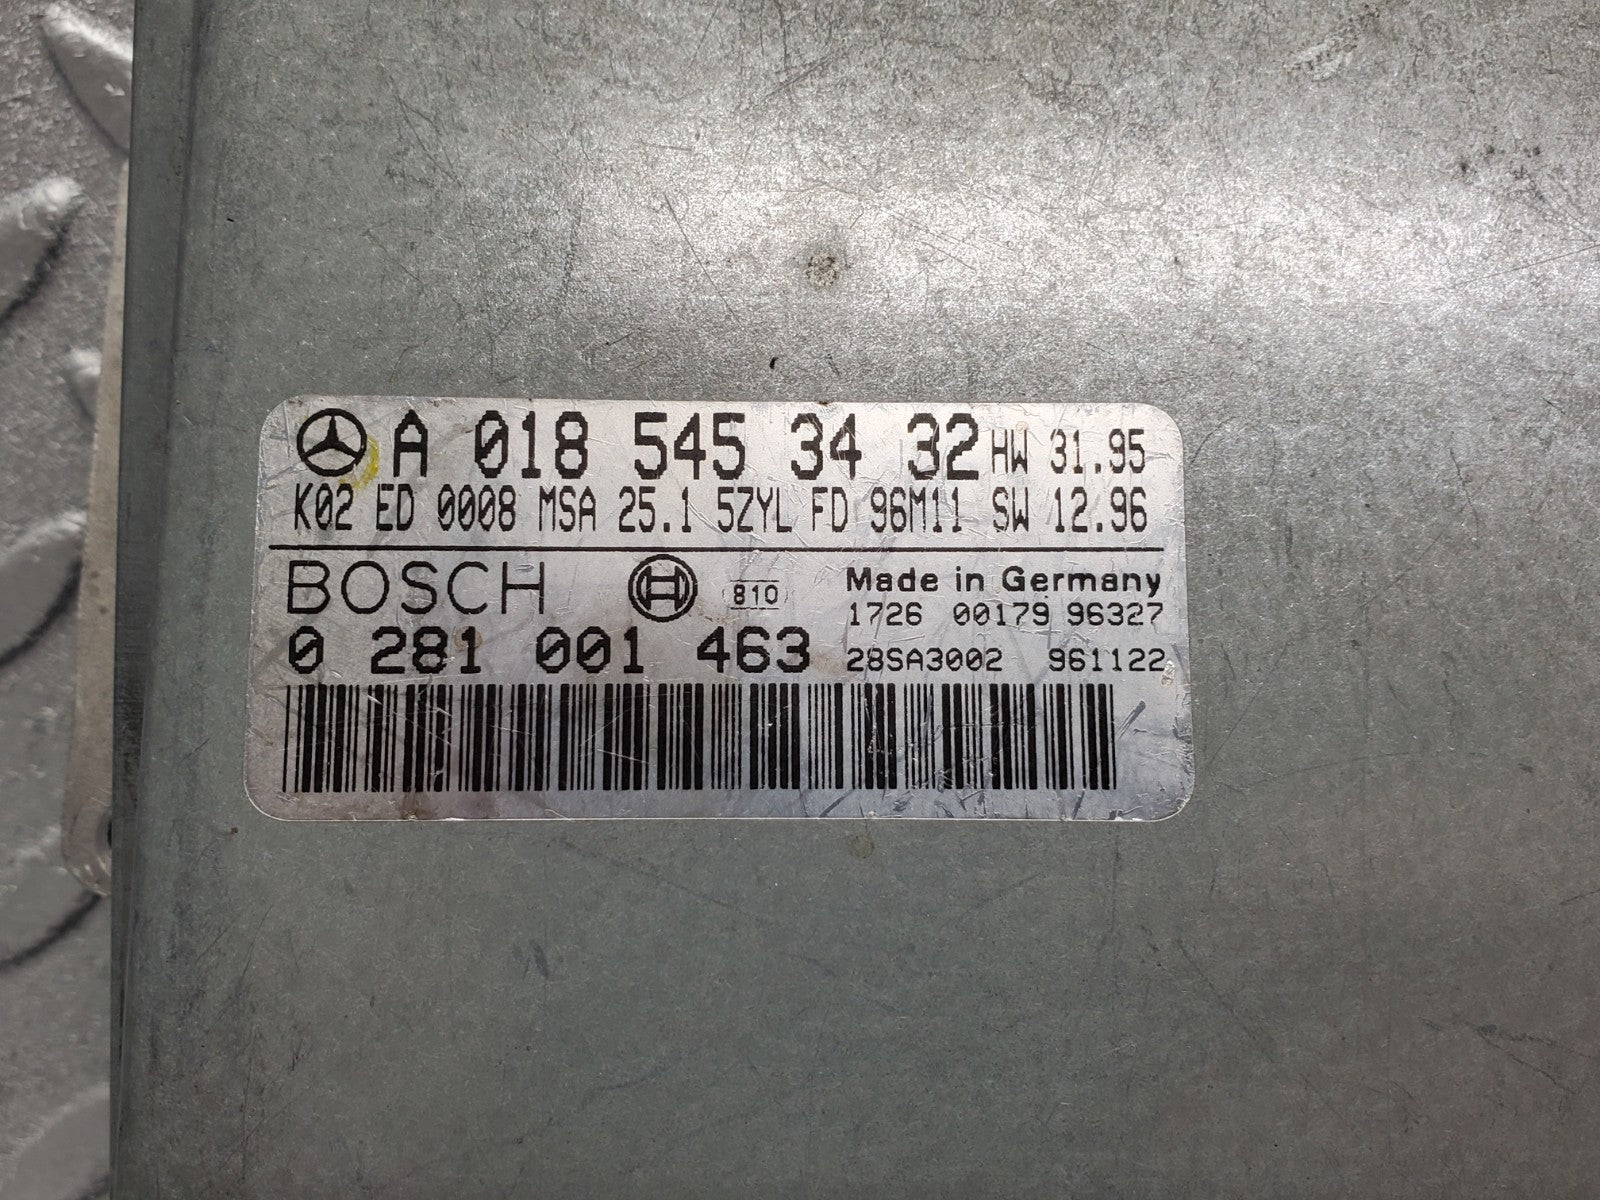 A 018 545 34 32 HW 31.95
K02 ED 0008 MSA 25.1 5ZYL FD 96M11 SW 12.96
BOSCH 810 Made in Germany
1726 00179 96327
0 281 001 463 28SA3002 961122